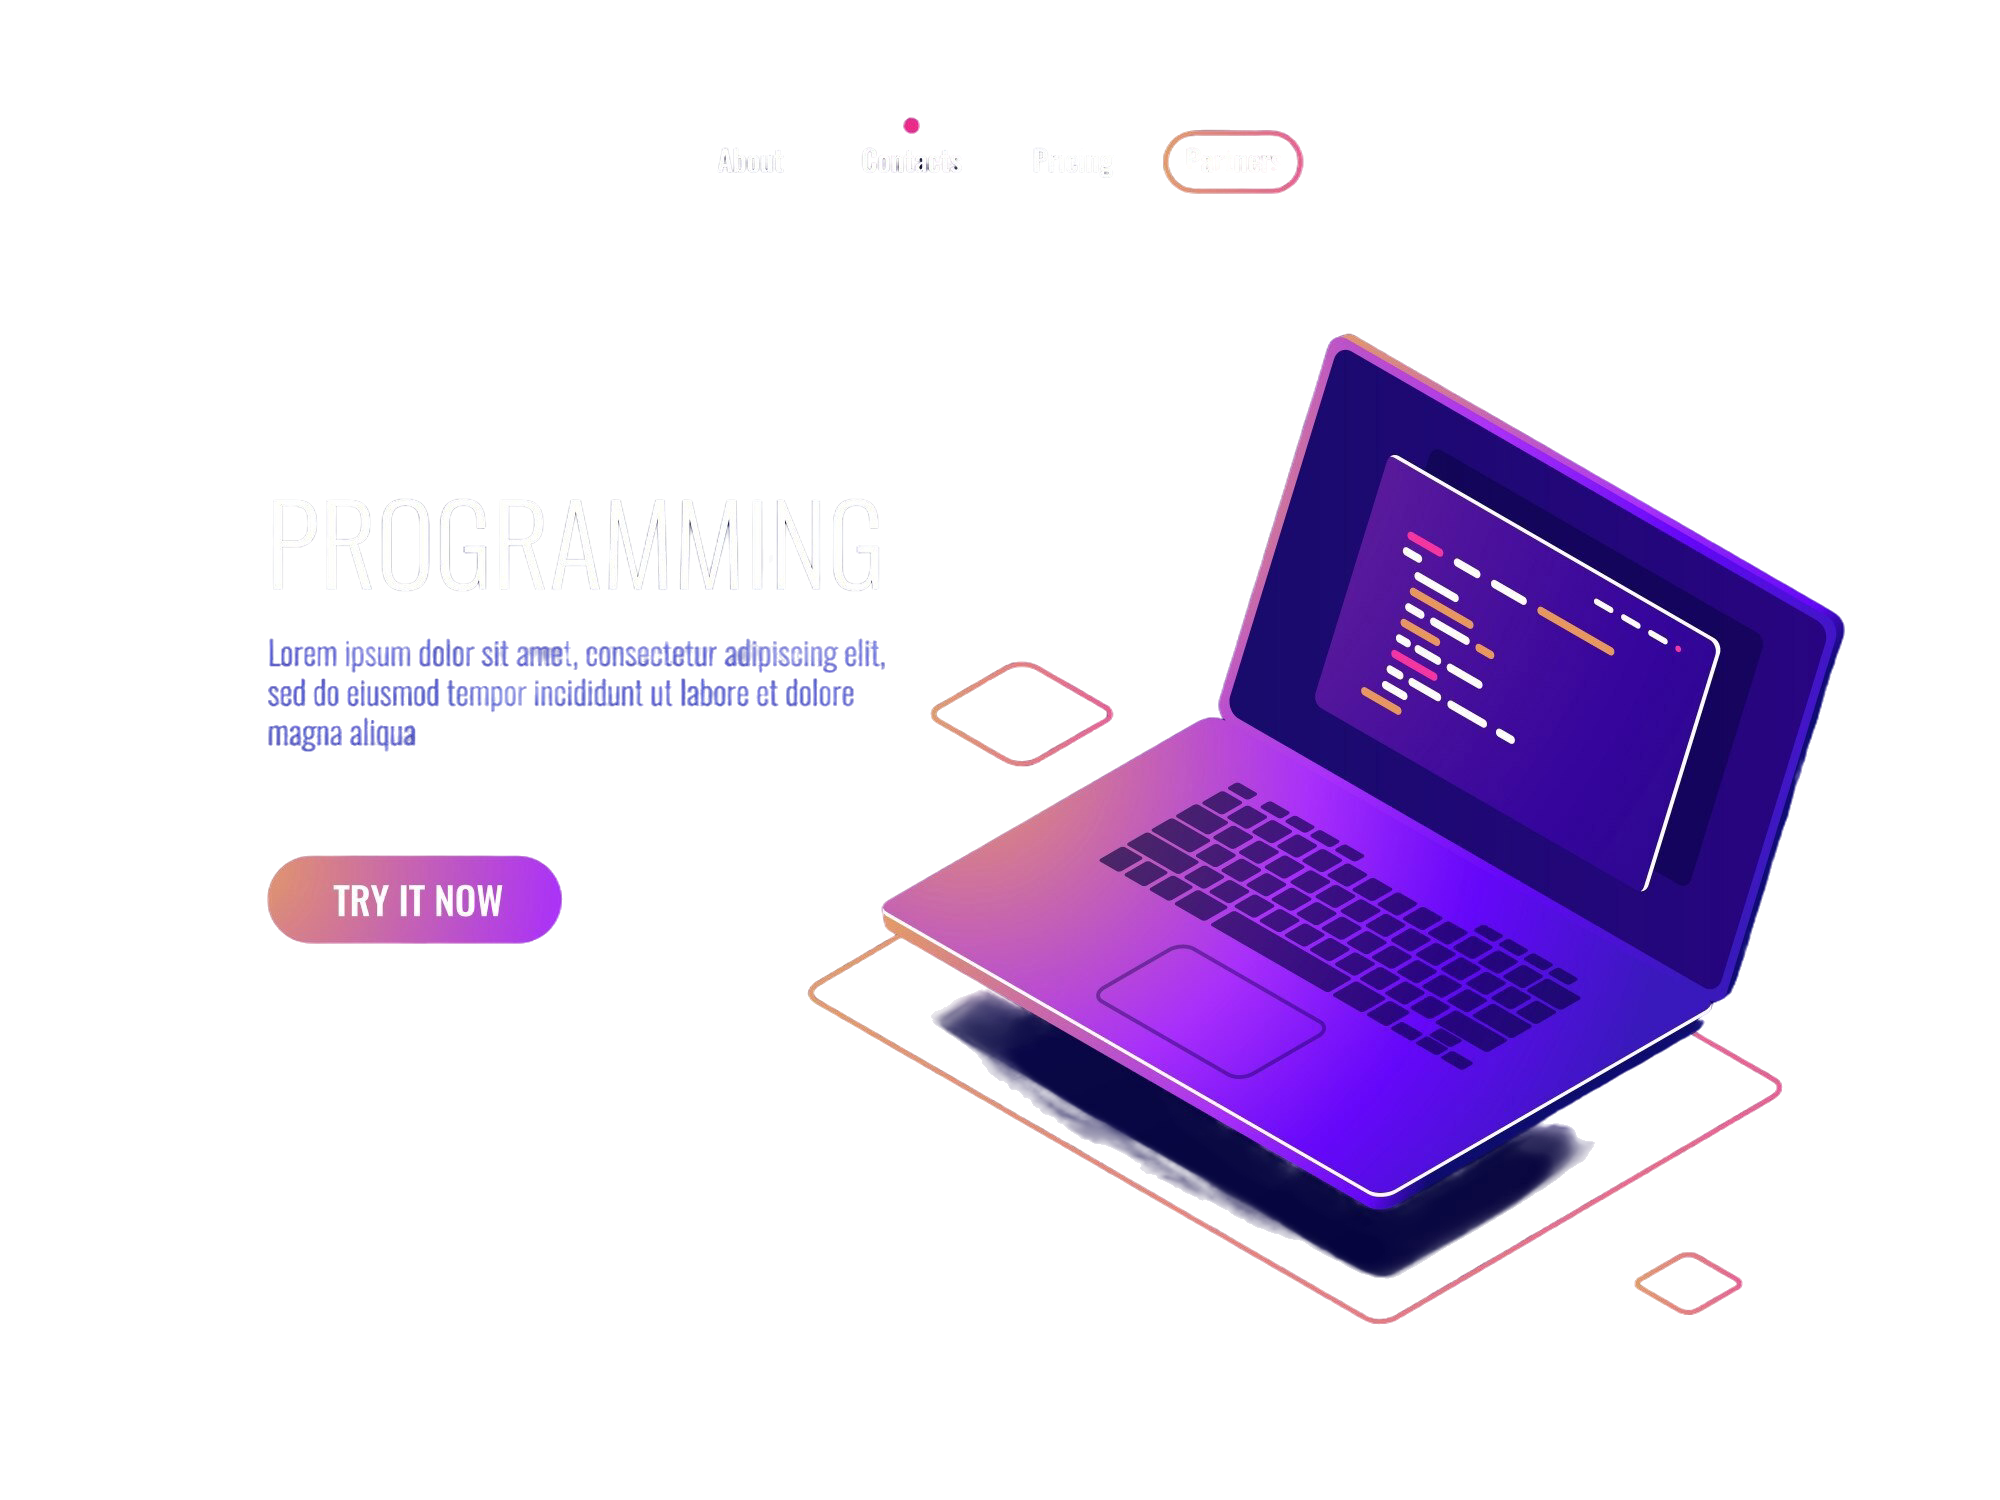 About Contacts Pricing Partners
PROGRAMMING
Lorem ipsum dolor sit amet, consectetur adipiscing elit,
sed do eiusmod tempor incididunt ut labore et dolore
magna aliqua
TRY IT NOW